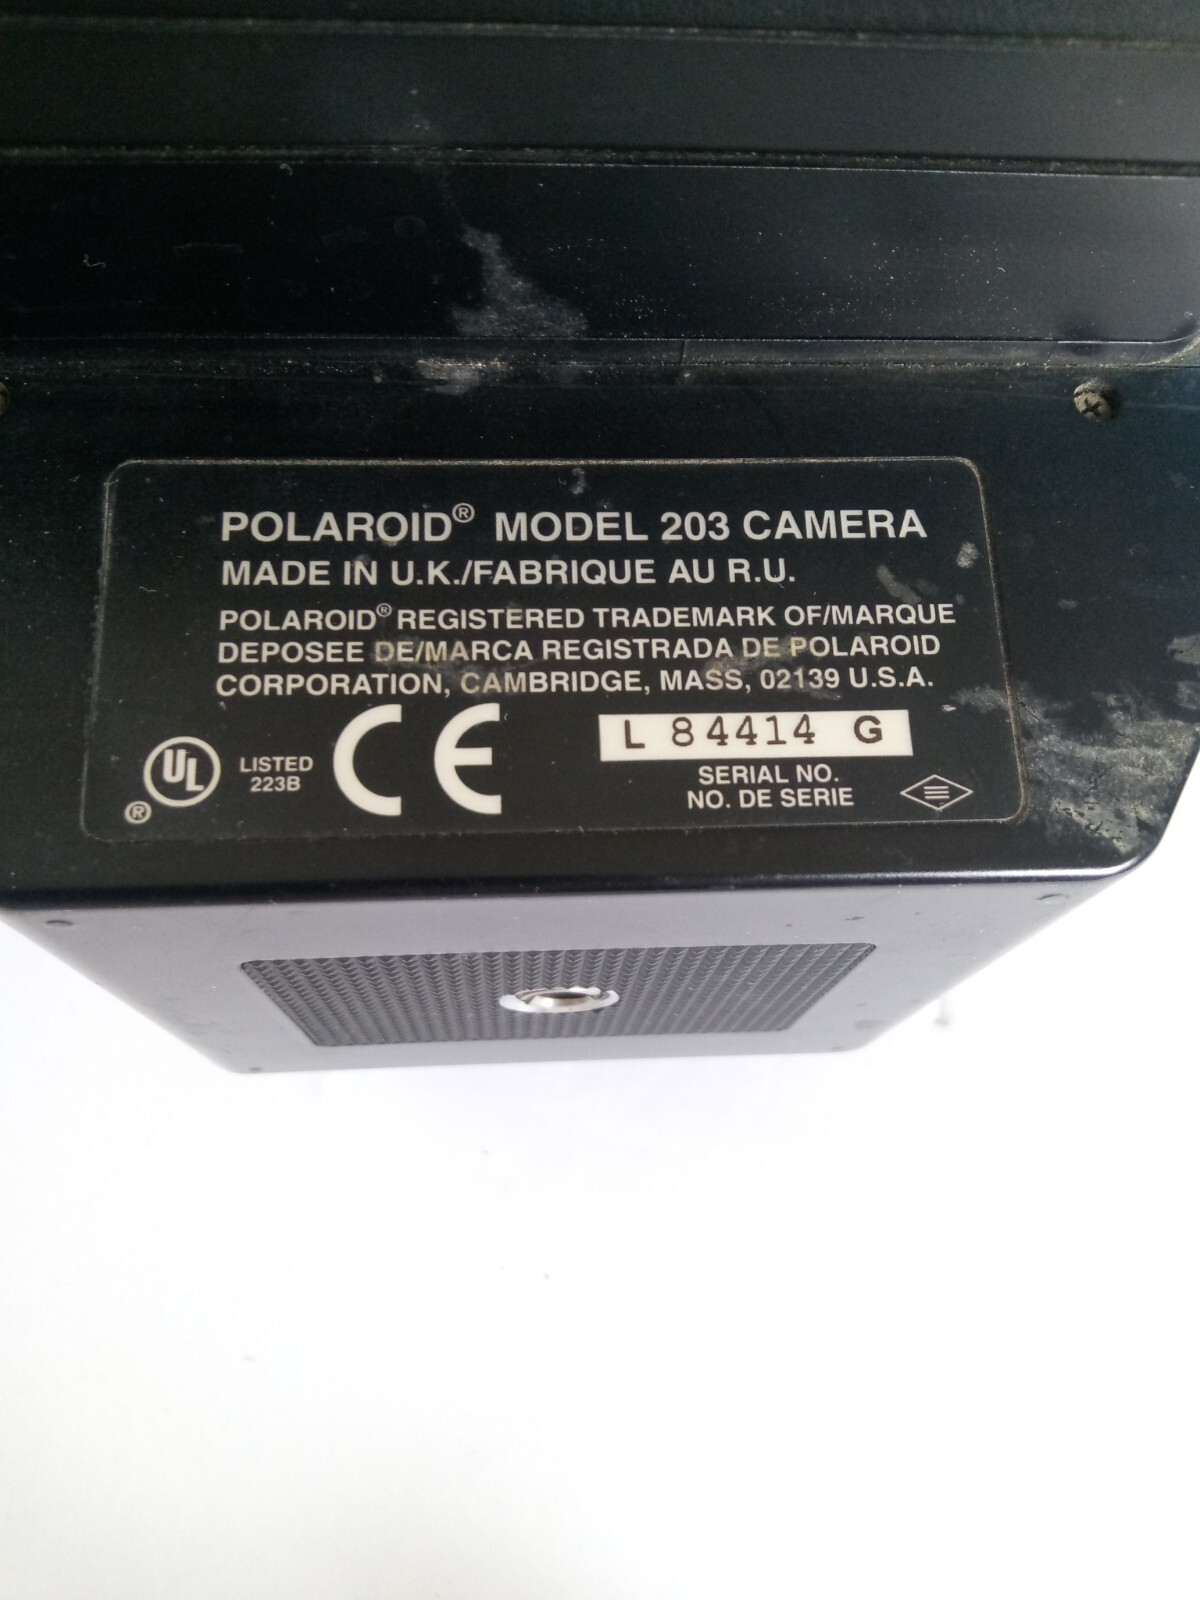 POLAROID® MODEL 203 CAMERA
MADE IN U.K./FABRIQUE AU R.U.
POLAROID® REGISTERED TRADEMARK OF/MARQUE
DEPOSEE DE/MARCA REGISTRADA DE POLAROID
CORPORATION, CAMBRIDGE, MASS, 02139 U.S.A.
UL ®
LISTED
223B
CE
L 84414 G
SERIAL NO.
NO. DE SERIE